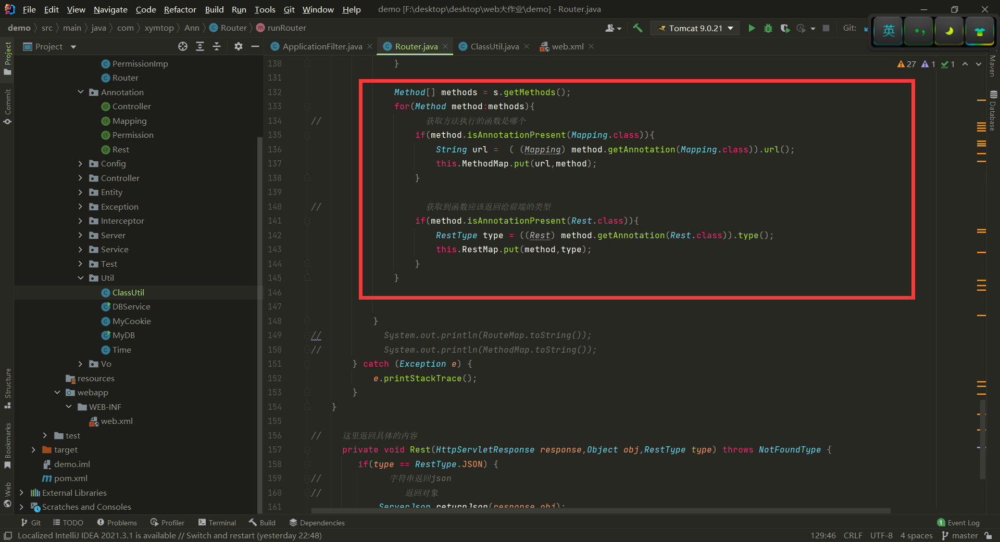 File Edit View Navigate Code Refactor Build Run Tools Git Window Help demo [F:\desktop\desktop\web大作业\demo] - Router.java
demo src main java com xymtop Ann Router runRouter Tomcat 9.0.21 Git:
英
Project ApplicationFilter.java Router.java ClassUtil.java web.xml
Project
Commit
Structure
Bookmarks
Web
Maven
Database
PermissionImp
Router
Annotation
Controller
Mapping
Permission
Rest
Config
Controller
Entity
Exception
Interceptor
Server
Service
Test
Util
ClassUtil
DBService
MyCookie
MyDB
Time
Vo
resources
webapp
WEB-INF
web.xml
test
target
demo.iml
pom.xml
External Libraries
Scratches and Consoles
27 1 1
130 }
131
132 Method[] methods = s.getMethods();
133 for(Method method:methods){
134 // 获取方法执行的函数是哪个
135 if(method.isAnnotationPresent(Mapping.class)){
136 String url = ( (Mapping) method.getAnnotation(Mapping.class)).url();
137 this.MethodMap.put(url,method);
138 }
139
140 // 获取到函数应该返回给前端的类型
141 if(method.isAnnotationPresent(Rest.class)){
142 RestType type = ((Rest) method.getAnnotation(Rest.class)).type();
143 this.RestMap.put(method,type);
144 }
145 }
146
147
148 }
149 // System.out.println(RouteMap.toString());
150 // System.out.println(MethodMap.toString());
151 } catch (Exception e) {
152 e.printStackTrace();
153 }
154 }
155
156 // 这里返回具体的内容
157 private void Rest(HttpServletResponse response,Object obj,RestType type) throws NotFoundType {
158 if(type == RestType.JSON) {
159 // 字符串返回json
160 // 返回对象
161 ServerJson.returnJson(response,obj);
Git TODO Problems Profiler Terminal Build Dependencies 1 Event Log
Localized IntelliJ IDEA 2021.3.1 is available // Switch and restart (yesterday 22:48) 129:46 CRLF UTF-8 4 spaces master